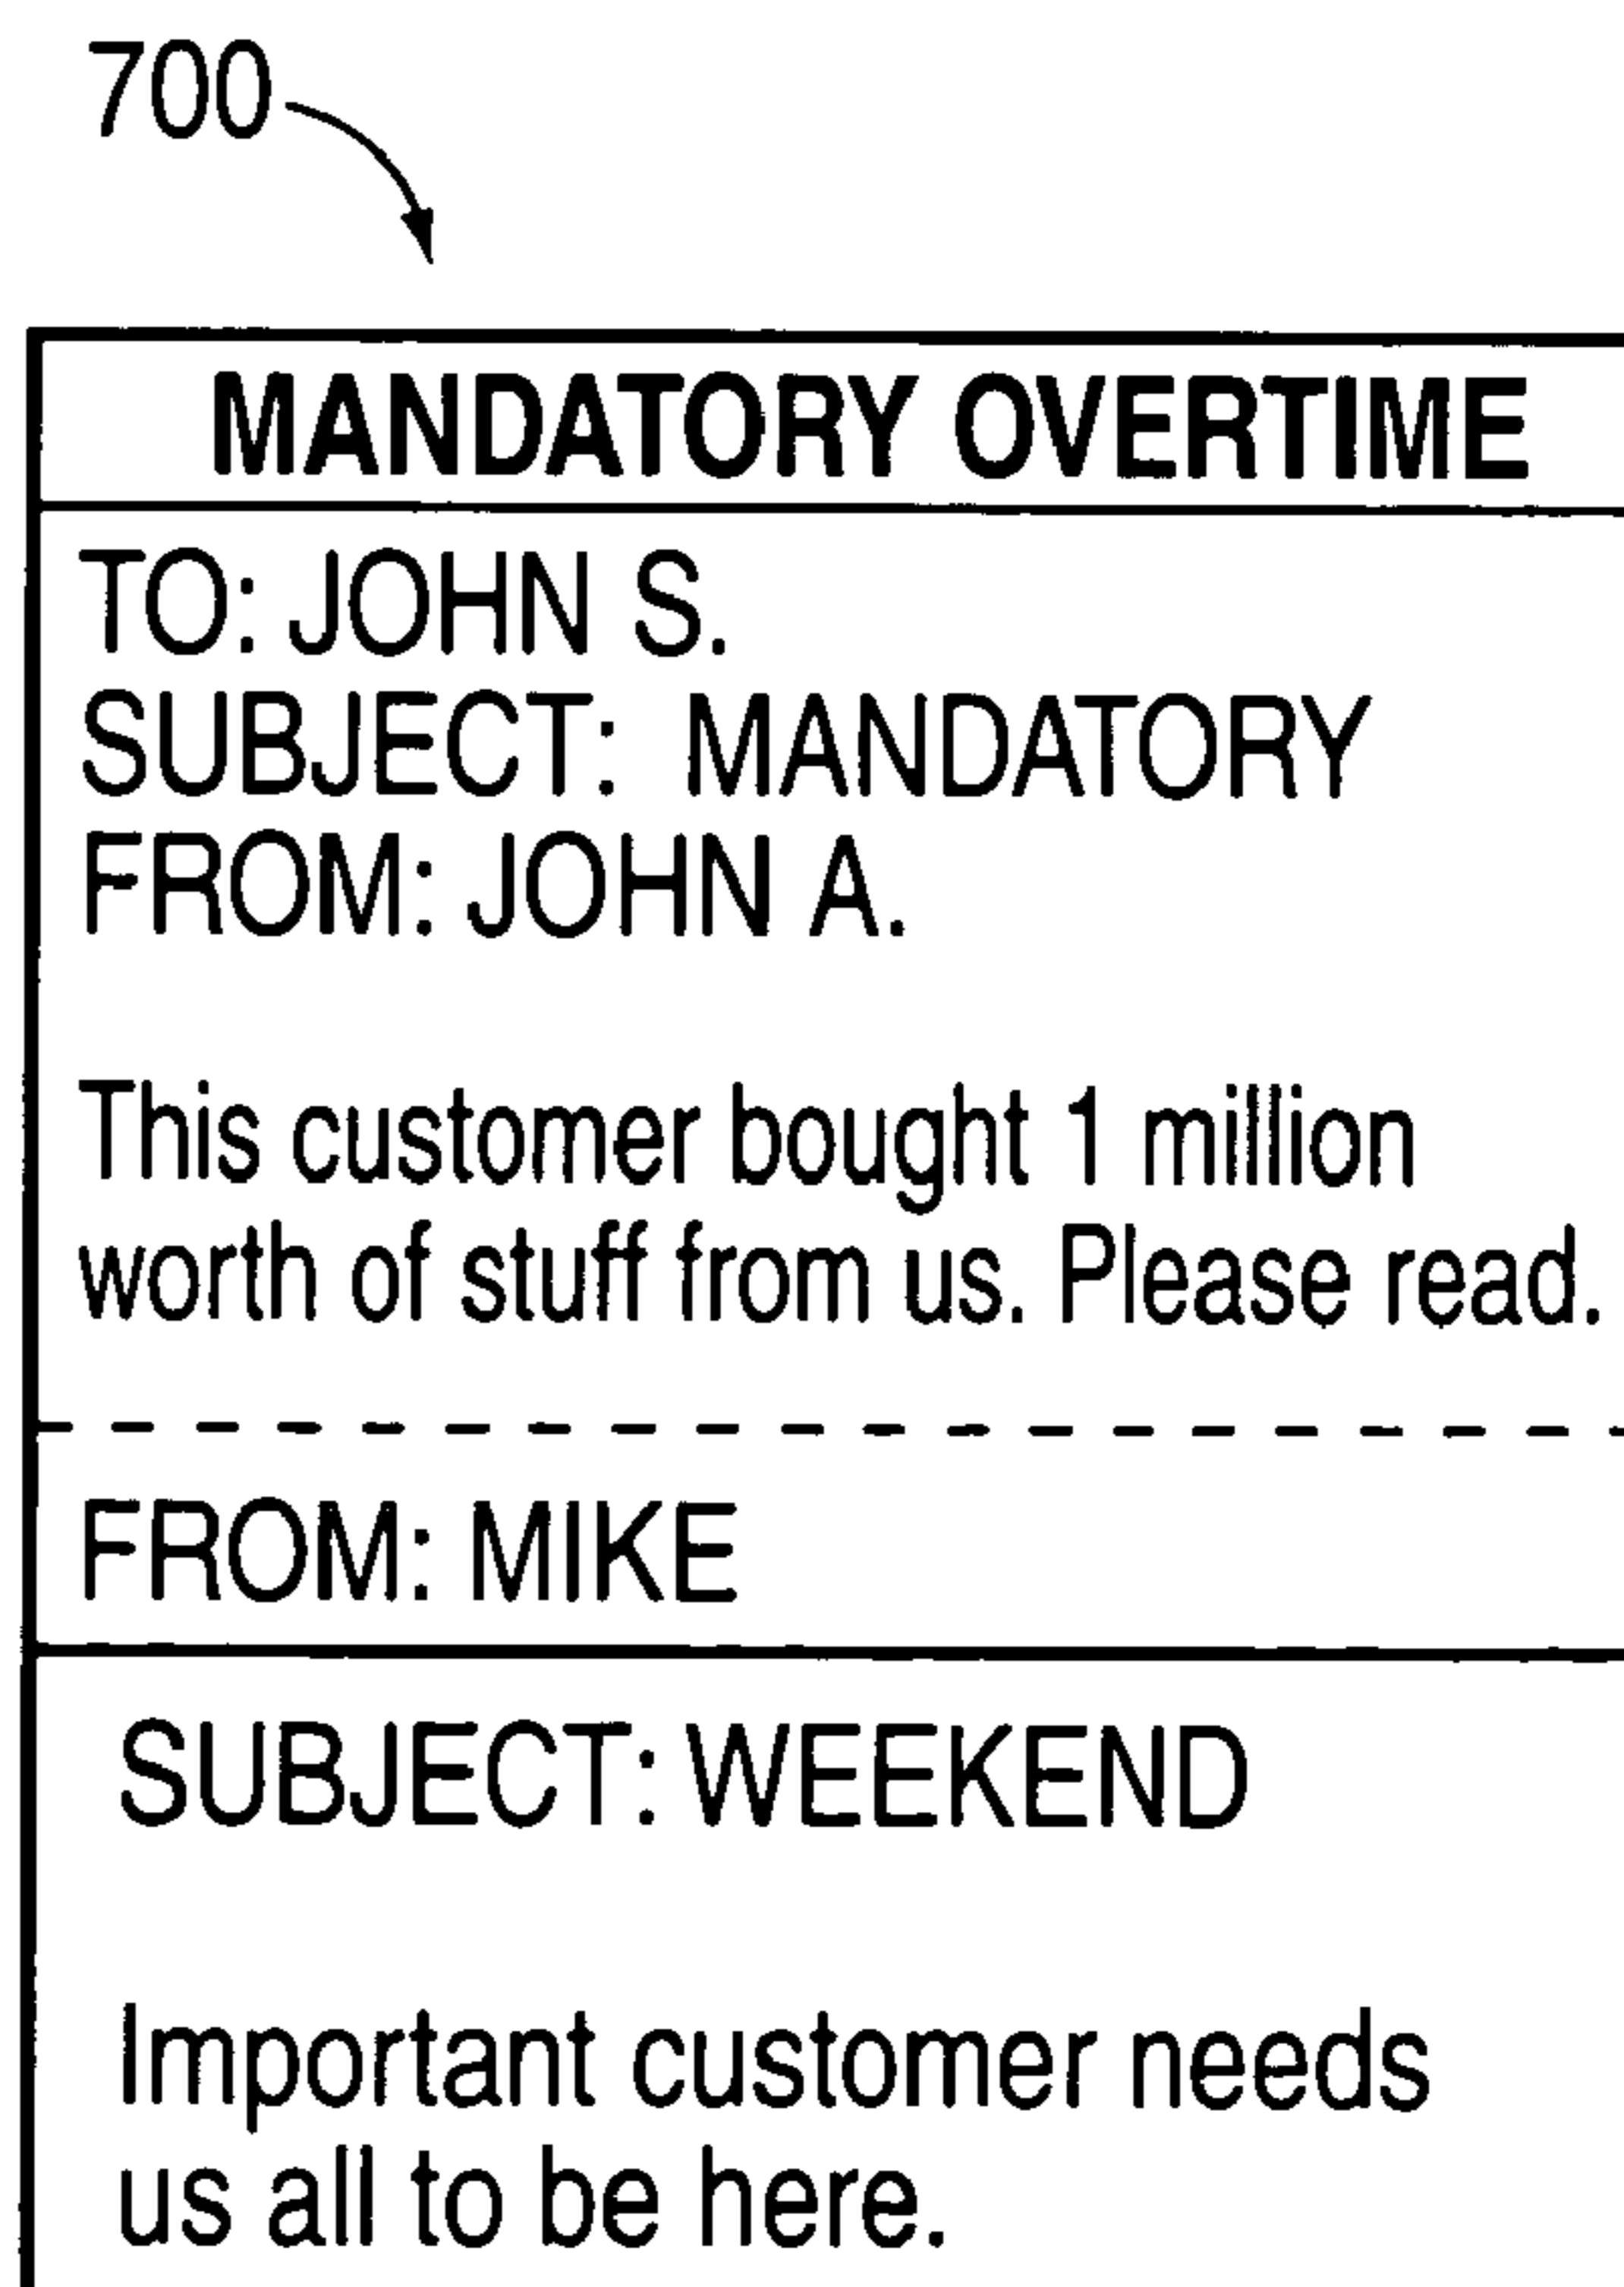 700
MANDATORY OVERTIME
TO: JOHN S.
SUBJECT: MANDATORY
FROM: JOHN A.
This customer bought 1 million
worth of stuff from us. Please read.
FROM: MIKE
SUBJECT: WEEKEND
Important customer needs
us all to be here.